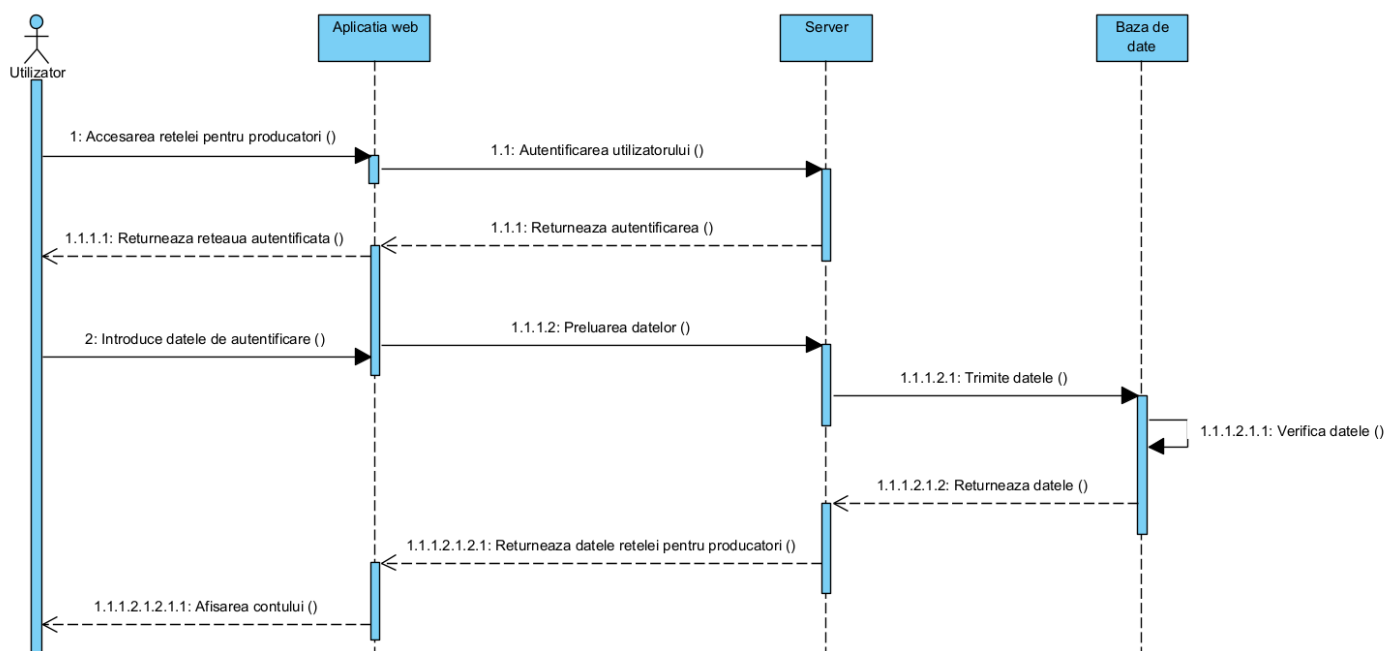 Utilizator
Aplicatia web
Server
Baza de
date
1: Accesarea retelei pentru producatori ()
1.1: Autentificarea utilizatorului ()
1.1.1: Returneaza autentificarea ()
1.1.1.1: Returneaza reteaua autentificata ()
1.1.1.2: Preluarea datelor ()
2: Introduce datele de autentificare ()
1.1.1.2.1: Trimite datele ()
1.1.1.2.1.1: Verifica datele ()
1.1.1.2.1.2: Returneaza datele ()
1.1.1.2.1.2.1: Returneaza datele retelei pentru producatori ()
1.1.1.2.1.2.1.1: Afisarea contului ()